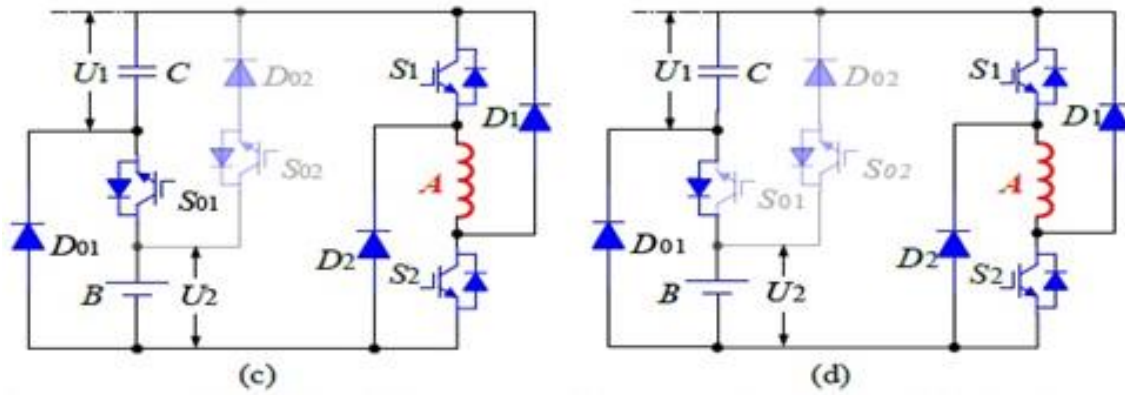 U1 C D02 S1 D1
S02 A
S01
D01 D2 S2
B U2
(c)
U1 C D02 S1 D1
S02 A
S01
D01 D2 S2
B U2
(d)